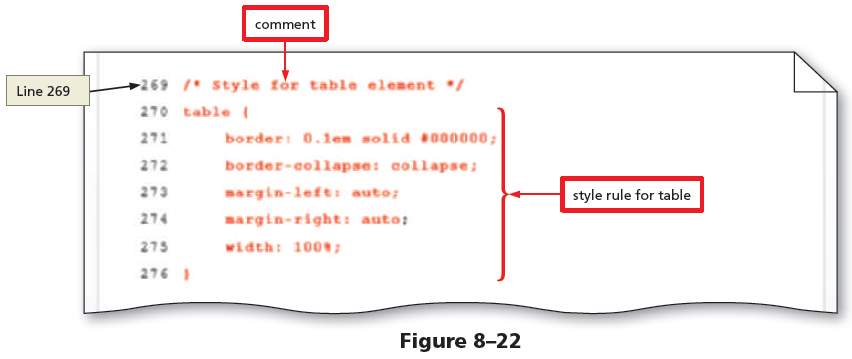 comment
Line 269
269 /* Style for table element */
270 table {
271 border: 0.1em solid #000000;
272 border-collapse: collapse;
273 margin-left: auto;
274 margin-right: auto;
275 width: 100%;
276 }
style rule for table
Figure 8–22